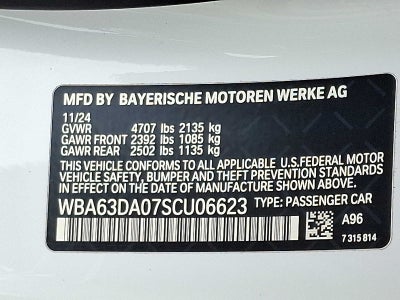 MFD BY BAYERISCHE MOTOREN WERKE AG
11/24
GVWR 4707 lbs 2135 kg
GAWR FRONT 2392 lbs 1085 kg
GAWR REAR 2502 lbs 1135 kg
THIS VEHICLE CONFORMS TO ALL APPLICABLE U.S.FEDERAL MOTOR
VEHICLE SAFETY, BUMPER, AND THEFT PREVENTION STANDARDS IN
EFFECT ON THE DATE OF MANUFACTURE SHOWN ABOVE.
WBA63DA07SCU06623 TYPE: PASSENGER CAR
A96
7 315 814